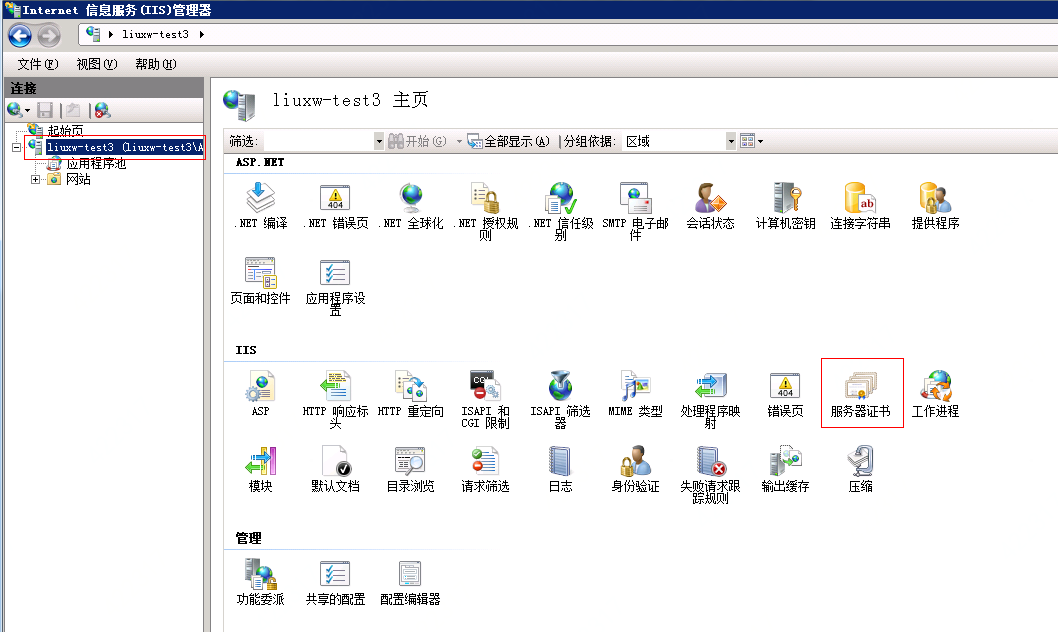 Internet 信息服务(IIS)管理器
liuxw-test3
文件(F) 视图(V) 帮助(H)
连接
起始页
liuxw-test3 (liuxw-test3\A
应用程序池
网站
liuxw-test3 主页
筛选: 开始(G) 全部显示(A) 分组依据: 区域
ASP.NET
.NET 编译
.NET 错误页
.NET 全球化
.NET 授权规
则
.NET 信任级
别
SMTP 电子邮
件
会话状态
计算机密钥
连接字符串
提供程序
页面和控件
应用程序设
置
IIS
ASP
HTTP 响应标
头
HTTP 重定向
ISAPI 和
CGI 限制
ISAPI 筛选
器
MIME 类型
处理程序映
射
错误页
服务器证书
工作进程
模块
默认文档
目录浏览
请求筛选
日志
身份验证
失败请求跟
踪规则
输出缓存
压缩
管理
功能委派
共享的配置
配置编辑器